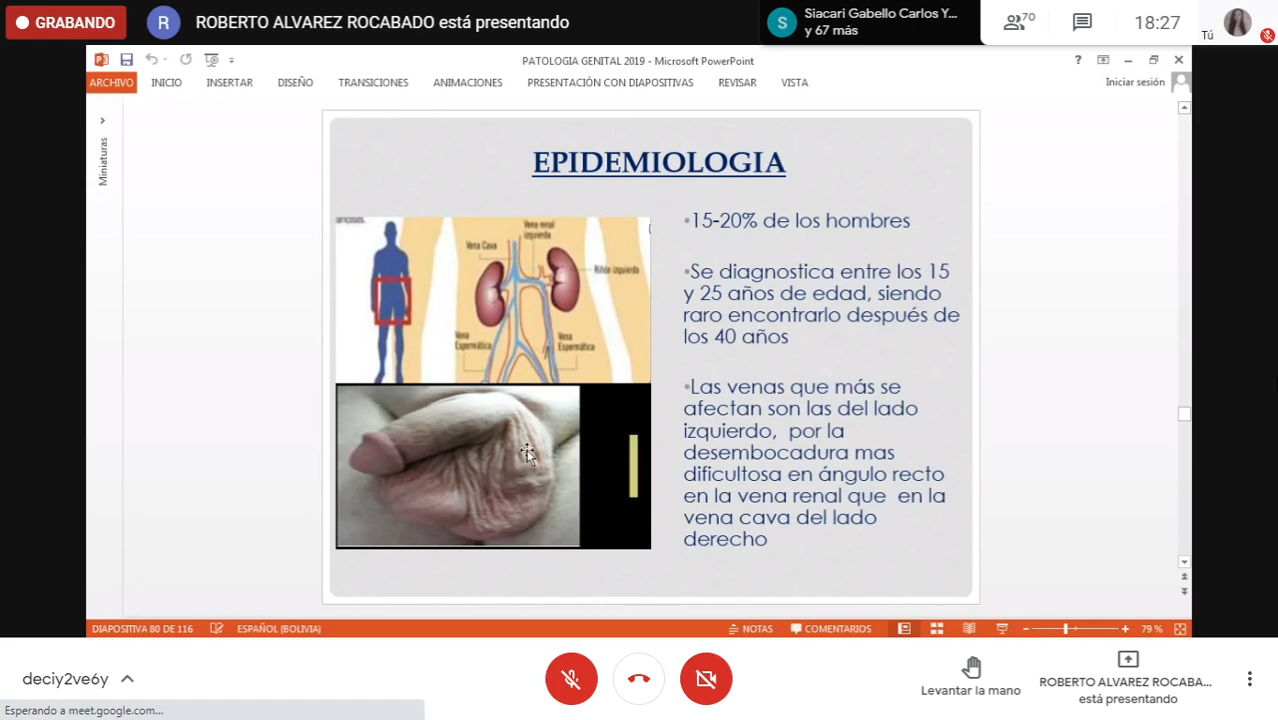 GRABANDO
R
ROBERTO ALVAREZ ROCABADO está presentando
S
Siacari Gabello Carlos Y...
y 67 más
70
18:27
Tú
PATOLOGIA GENITAL 2019 - Microsoft PowerPoint
?
ARCHIVO INICIO INSERTAR DISEÑO TRANSICIONES ANIMACIONES PRESENTACIÓN CON DIAPOSITIVAS REVISAR VISTA
Iniciar sesión
Miniaturas
EPIDEMIOLOGIA
Vena renal
izquierda
Vena Cava
Riñón izquierdo
Vena
Espermática
Vena
Espermática
•15-20% de los hombres
•Se diagnostica entre los 15
y 25 años de edad, siendo
raro encontrarlo después de
los 40 años
•Las venas que más se
afectan son las del lado
izquierdo, por la
desembocadura mas
dificultosa en ángulo recto
en la vena renal que en la
vena cava del lado
derecho
DIAPOSITIVA 80 DE 116 ESPAÑOL (BOLIVIA) NOTAS COMENTARIOS 79 %
deciy2ve6y
Levantar la mano
ROBERTO ALVAREZ ROCABA...
está presentando
Esperando a meet.google.com...